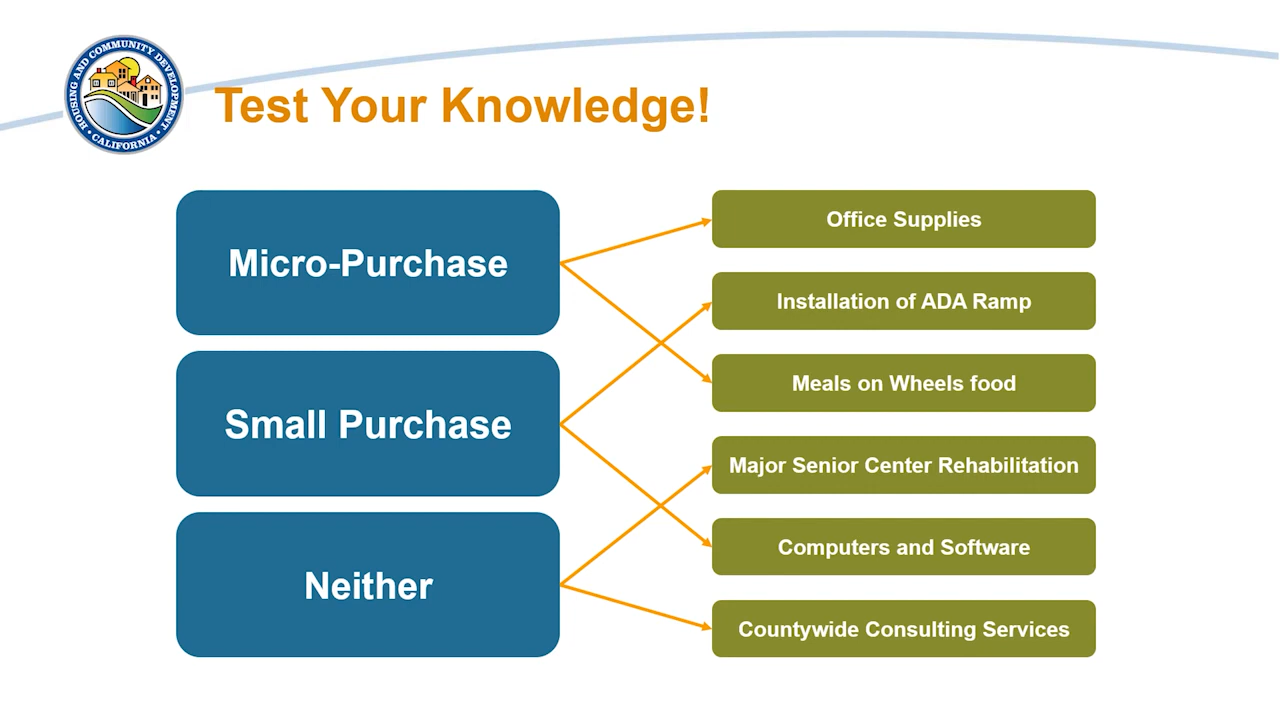 HOUSING AND COMMUNITY DEVELOPMENT
• CALIFORNIA •
Test Your Knowledge!
Micro-Purchase
Small Purchase
Neither
Office Supplies
Installation of ADA Ramp
Meals on Wheels food
Major Senior Center Rehabilitation
Computers and Software
Countywide Consulting Services